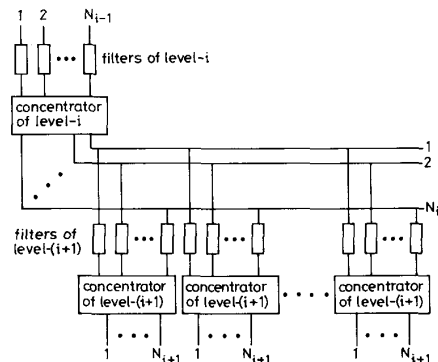 1 2 N_{i-1}
filters of level-i
concentrator
of level-i
1
2
N_i
filters of
level-(i+1)
concentrator
of level-(i+1)
concentrator
of level-(i+1)
concentrator
of level-(i+1)
1 N_{i+1} 1 N_{i+1} 1 N_{i+1}